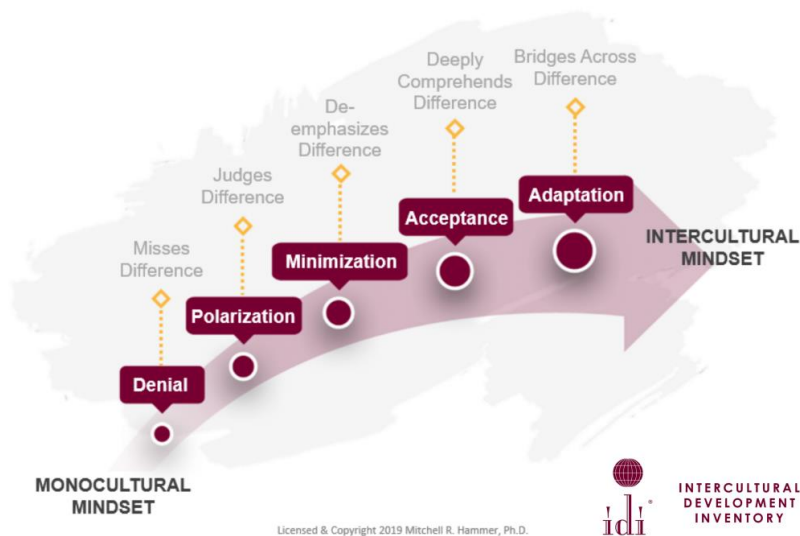 Misses
Difference
Denial
Judges
Difference
Polarization
De-
emphasizes
Difference
Minimization
Deeply
Comprehends
Difference
Acceptance
Bridges Across
Difference
Adaptation
INTERCULTURAL
MINDSET
MONOCULTURAL
MINDSET
Licensed & Copyright 2019 Mitchell R. Hammer, Ph.D.
idi®
INTERCULTURAL
DEVELOPMENT
INVENTORY